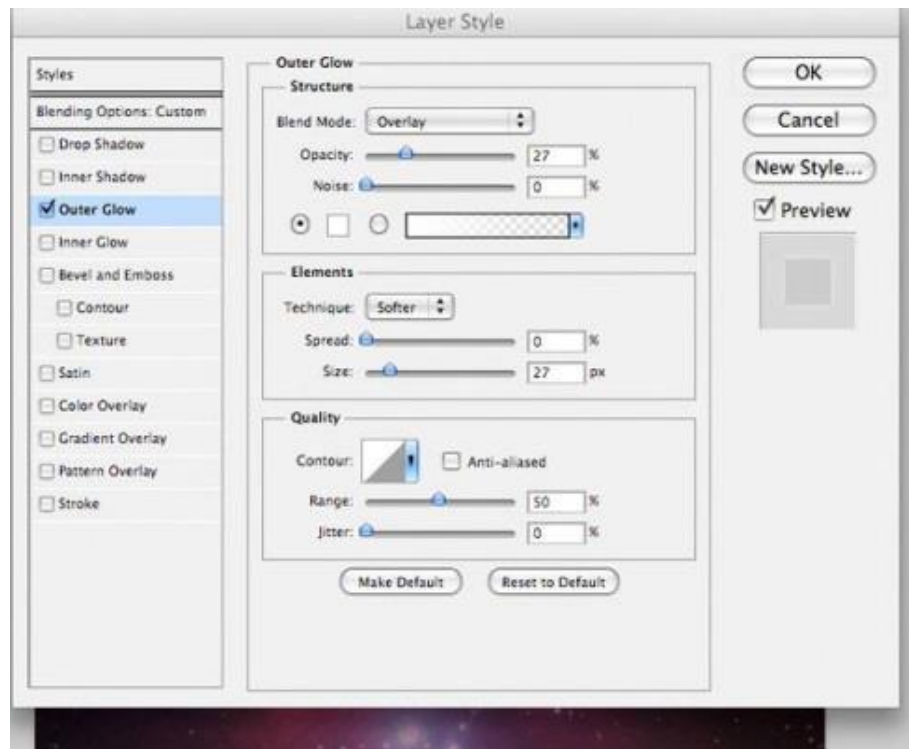 Layer Style
Styles
Blending Options: Custom
Drop Shadow
Inner Shadow
Outer Glow
Inner Glow
Bevel and Emboss
Contour
Texture
Satin
Color Overlay
Gradient Overlay
Pattern Overlay
Stroke
Outer Glow
Structure
Blend Mode: Overlay
Opacity: 27 %
Noise: 0 %
Elements
Technique: Softer
Spread: 0 %
Size: 27 px
Quality
Contour: Anti-aliased
Range: 50 %
Jitter: 0 %
Make Default Reset to Default
OK
Cancel
New Style...
Preview